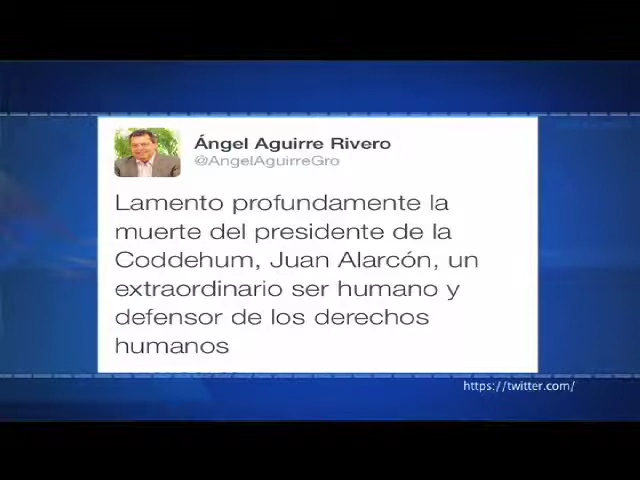 Ángel Aguirre Rivero
@AngelAguirreGro
Lamento profundamente la
muerte del presidente de la
Coddehum, Juan Alarcón, un
extraordinario ser humano y
defensor de los derechos
humanos
https://twitter.com/